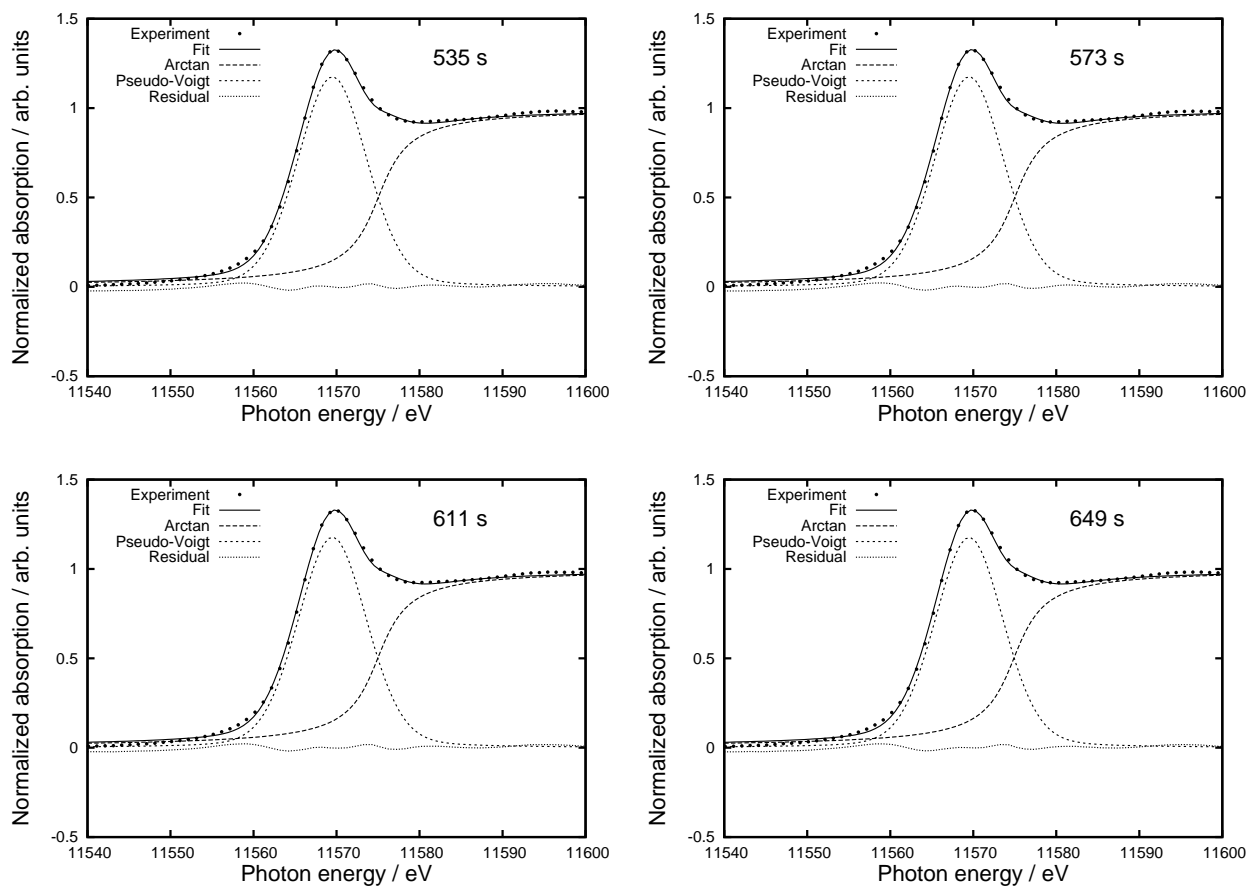 Normalized absorption / arb. units
1.5
1
0.5
0
-0.5
Experiment
Fit
Arctan
Pseudo-Voigt
Residual
535 s
11540 11550 11560 11570 11580 11590 11600
Photon energy / eV
Normalized absorption / arb. units
1.5
1
0.5
0
-0.5
Experiment
Fit
Arctan
Pseudo-Voigt
Residual
573 s
11540 11550 11560 11570 11580 11590 11600
Photon energy / eV
Normalized absorption / arb. units
1.5
1
0.5
0
-0.5
Experiment
Fit
Arctan
Pseudo-Voigt
Residual
611 s
11540 11550 11560 11570 11580 11590 11600
Photon energy / eV
Normalized absorption / arb. units
1.5
1
0.5
0
-0.5
Experiment
Fit
Arctan
Pseudo-Voigt
Residual
649 s
11540 11550 11560 11570 11580 11590 11600
Photon energy / eV